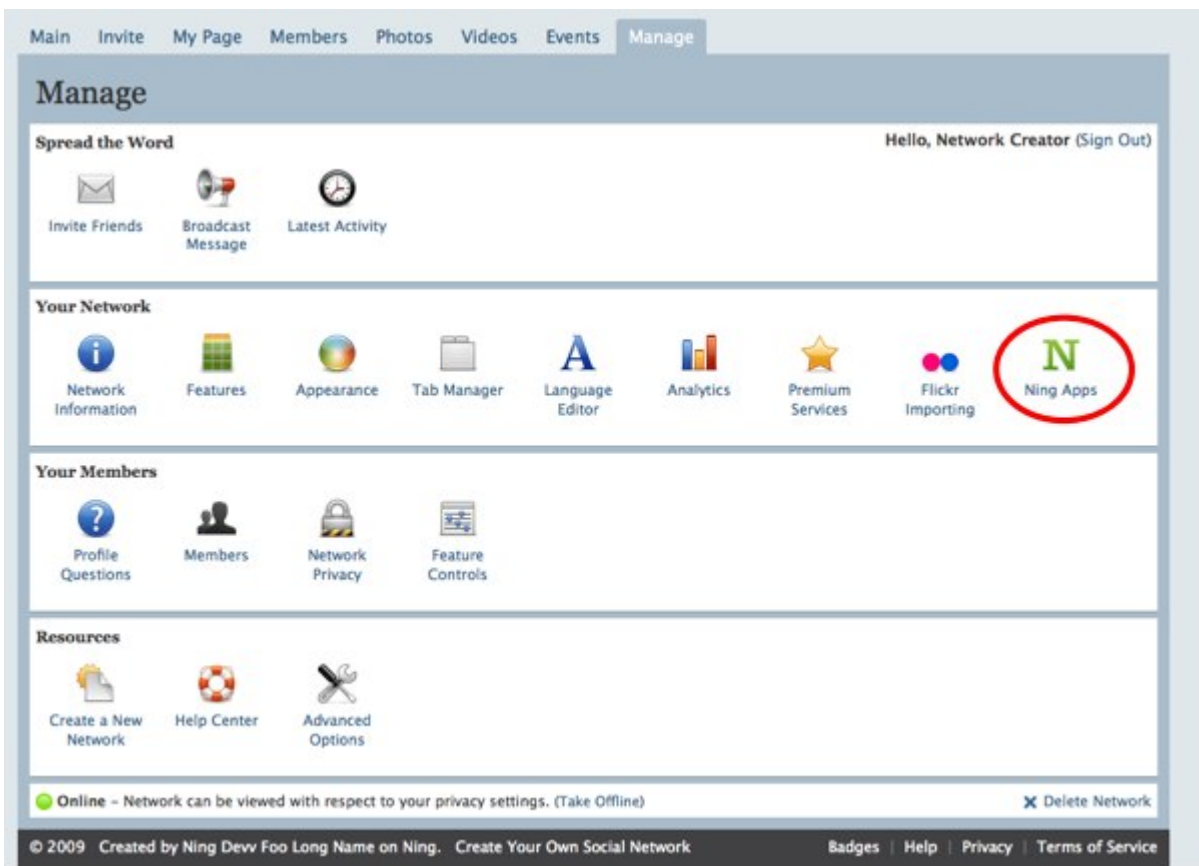 Main Invite My Page Members Photos Videos Events Manage
Manage
Spread the Word
Hello, Network Creator (Sign Out)
Invite Friends
Broadcast
Message
Latest Activity
Your Network
Network
Information
Features
Appearance
Tab Manager
A
Language
Editor
Analytics
Premium
Services
Flickr
Importing
N
Ning Apps
Your Members
Profile
Questions
Members
Network
Privacy
Feature
Controls
Resources
Create a New
Network
Help Center
Advanced
Options
Online – Network can be viewed with respect to your privacy settings. (Take Offline)
Delete Network
© 2009 Created by Ning Devv Foo Long Name on Ning. Create Your Own Social Network
Badges | Help | Privacy | Terms of Service